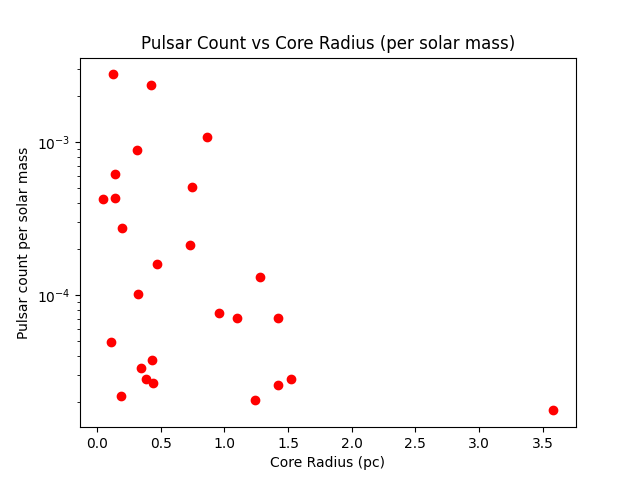 Pulsar Count vs Core Radius (per solar mass)
Pulsar count per solar mass
10⁻³
10⁻⁴
0.0 0.5 1.0 1.5 2.0 2.5 3.0 3.5
Core Radius (pc)